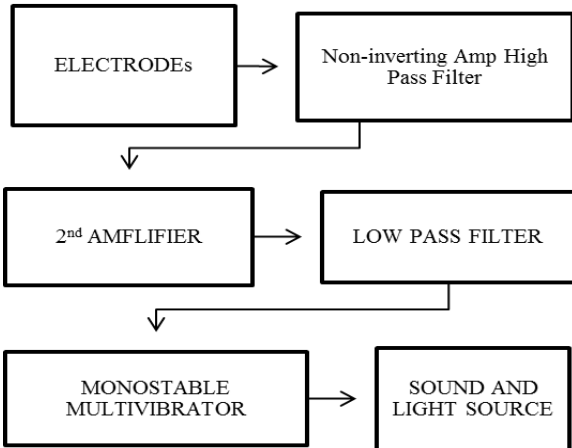 ELECTRODEs
Non-inverting Amp High
Pass Filter
2nd AMFLIFIER
LOW PASS FILTER
MONOSTABLE
MULTIVIBRATOR
SOUND AND
LIGHT SOURCE